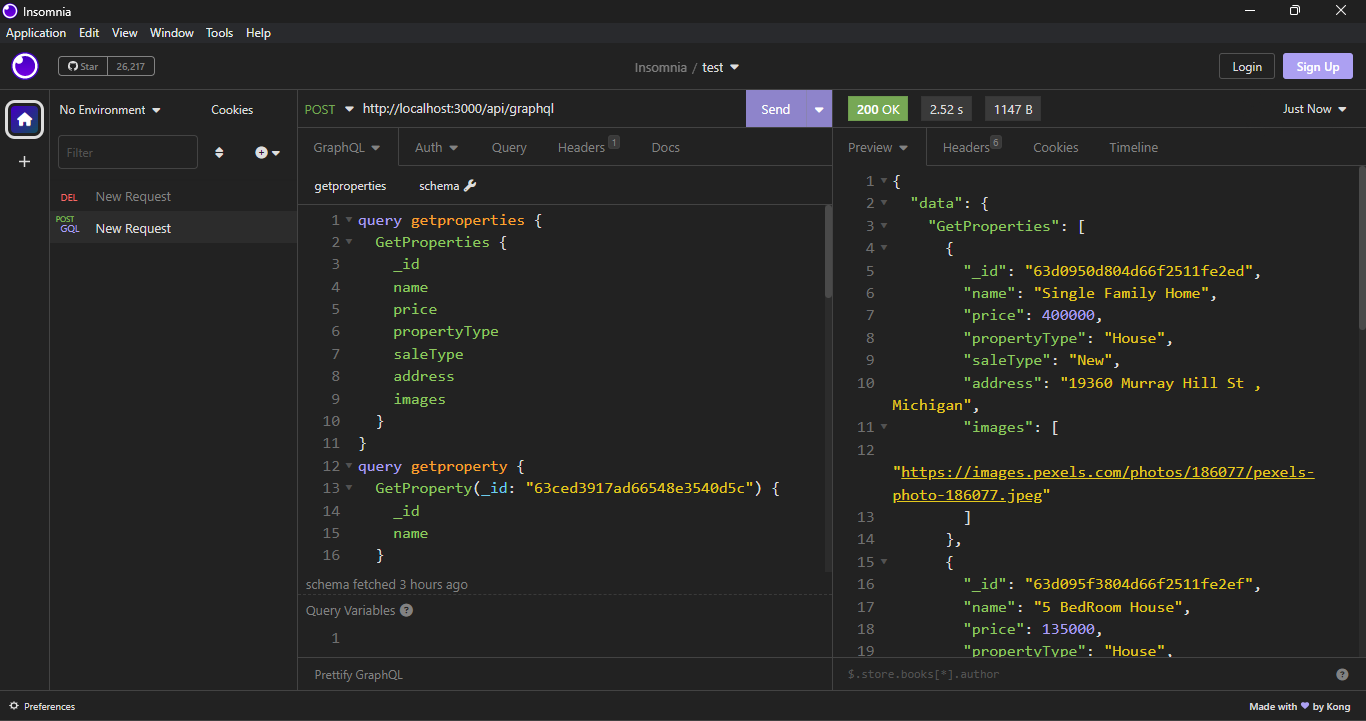 Insomnia
Application Edit View Window Tools Help
Star 26,217
Insomnia / test
Login Sign Up
No Environment Cookies
Filter
DEL New Request
POST GQL New Request
POST http://localhost:3000/api/graphql Send
GraphQL Auth Query Headers 1 Docs
getproperties schema
1 query getproperties {
2 GetProperties {
3 _id
4 name
5 price
6 propertyType
7 saleType
8 address
9 images
10 }
11 }
12 query getproperty {
13 GetProperty(_id: "63ced3917ad66548e3540d5c") {
14 _id
15 name
16 }
schema fetched 3 hours ago
Query Variables ?
1
Prettify GraphQL
200 OK 2.52 s 1147 B Just Now
Preview Headers 6 Cookies Timeline
1 {
2 "data": {
3 "GetProperties": [
4 {
5 "_id": "63d0950d804d66f2511fe2ed",
6 "name": "Single Family Home",
7 "price": 400000,
8 "propertyType": "House",
9 "saleType": "New",
10 "address": "19360 Murray Hill St ,
Michigan",
11 "images": [
12
"https://images.pexels.com/photos/186077/pexels-
photo-186077.jpeg"
13 ]
14 },
15 {
16 "_id": "63d095f3804d66f2511fe2ef",
17 "name": "5 BedRoom House",
18 "price": 135000,
19 "propertyType": "House",
$.store.books[*].author ?
Preferences
Made with by Kong